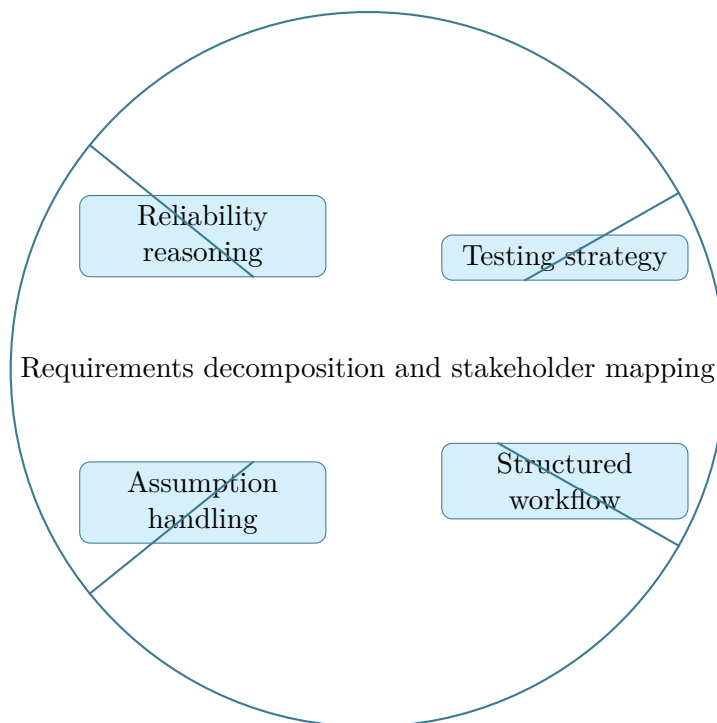 Reliability
reasoning
Testing strategy
Requirements decomposition and stakeholder mapping
Assumption
handling
Structured
workflow